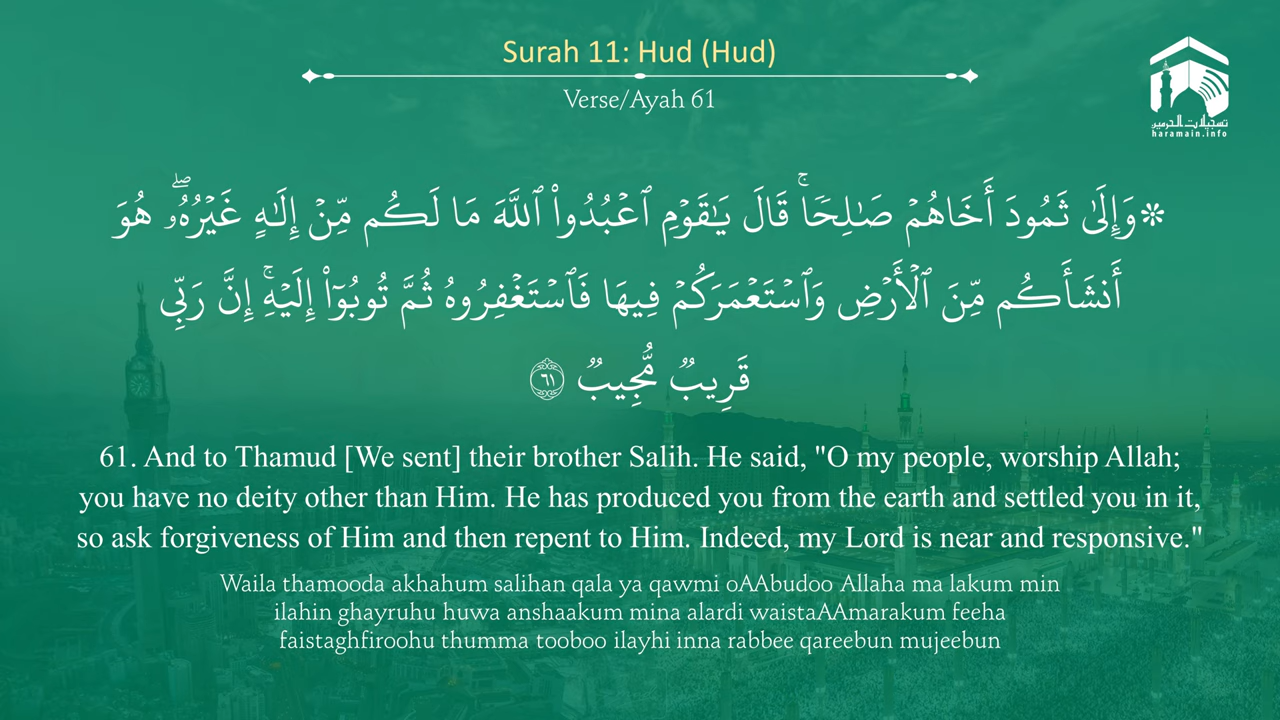 Surah 11: Hud (Hud)
Verse/Ayah 61
تسجيلات الحرمين
haramain.info
۞وَإِلَىٰ ثَمُودَ أَخَاهُمۡ صَٰلِحٗاۚ قَالَ يَٰقَوۡمِ ٱعۡبُدُواْ ٱللَّهَ مَا لَكُم مِّنۡ إِلَٰهٍ غَيۡرُهُۥۖ هُوَ
أَنشَأَكُم مِّنَ ٱلۡأَرۡضِ وَٱسۡتَعۡمَرَكُمۡ فِيهَا فَٱسۡتَغۡفِرُوهُ ثُمَّ تُوبُوٓاْ إِلَيۡهِۚ إِنَّ رَبِّي
قَرِيبٞ مُّجِيبٞ ٦١
61. And to Thamud [We sent] their brother Salih. He said, "O my people, worship Allah;
you have no deity other than Him. He has produced you from the earth and settled you in it,
so ask forgiveness of Him and then repent to Him. Indeed, my Lord is near and responsive."
Waila thamooda akhahum salihan qala ya qawmi oAAbudoo Allaha ma lakum min
ilahin ghayruhu huwa anshaakum mina alardi waistaAAmarakum feeha
faistaghfiroohu thumma tooboo ilayhi inna rabbee qareebun mujeebun